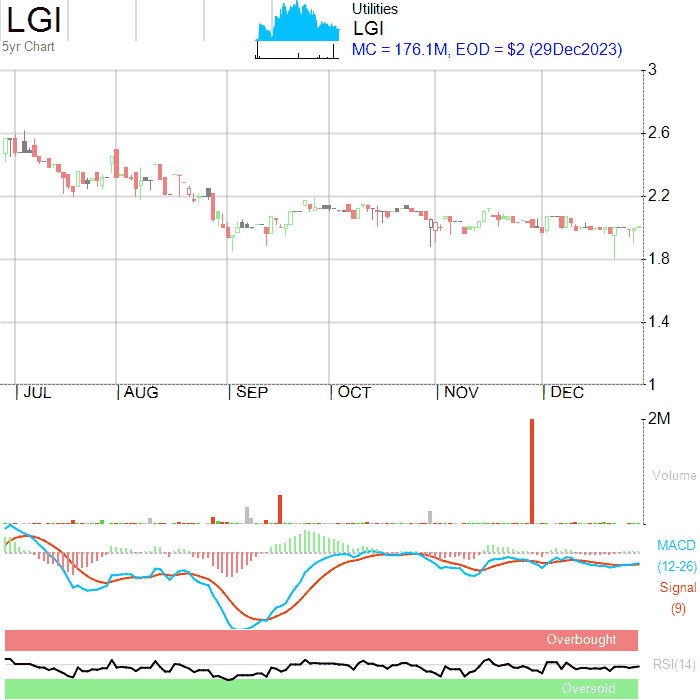 LGI
5yr Chart
Utilities
LGI
MC = 176.1M, EOD = $2 (29Dec2023)
3
2.6
2.2
1.8
1.4
1
JUL AUG SEP OCT NOV DEC
2M
Volume
MACD
(12-26)
Signal
(9)
Overbought
RSI(14)
Oversold